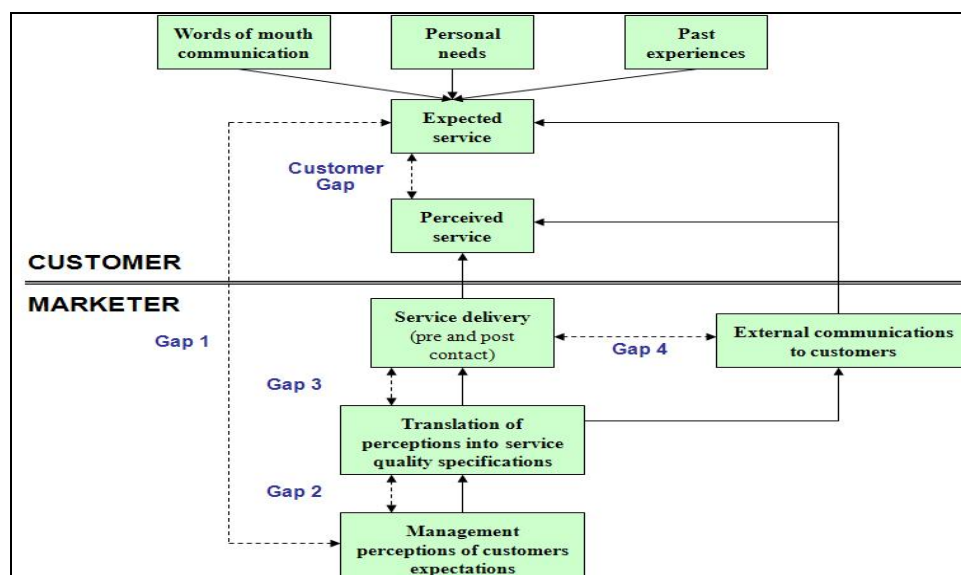 Words of mouth
communication
Personal
needs
Past
experiences
Expected
service
Customer
Gap
Perceived
service
CUSTOMER
MARKETER
Service delivery
(pre and post
contact)
Gap 1
Gap 4
External communications
to customers
Gap 3
Translation of
perceptions into service
quality specifications
Gap 2
Management
perceptions of customers
expectations